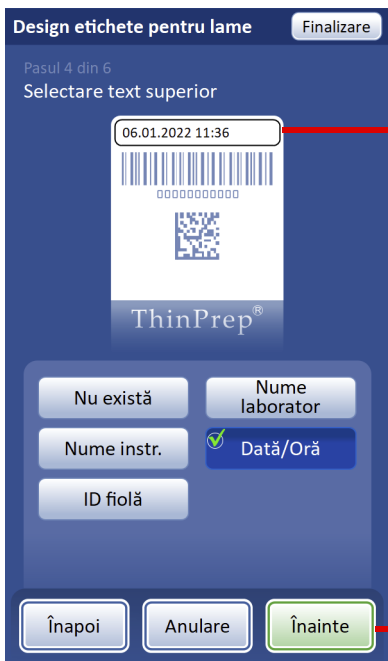 Design etichete pentru lame
Finalizare
Pasul 4 din 6
Selectare text superior
06.01.2022 11:36
00000000000
ThinPrep®
Nu există
Nume
laborator
Nume instr.
Dată/Oră
ID fiolă
Înapoi
Anulare
Înainte